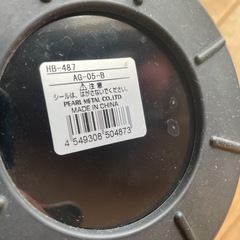 HB-487
AG-05-B
⚠注意
シールは、はがさないでください。
PEARL METAL CO.,LTD.
MADE IN CHINA
4 549308 504873